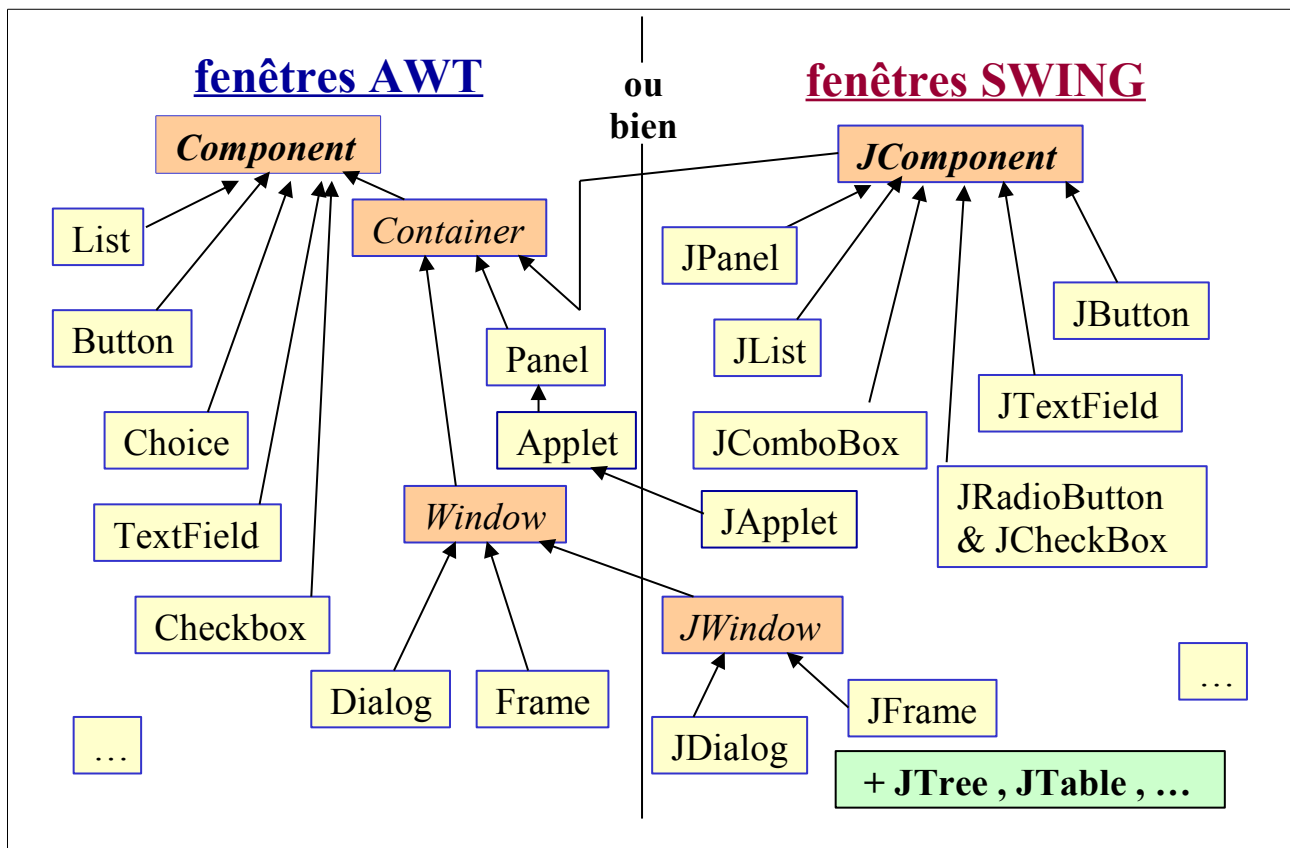 fenêtres AWT
ou
bien
fenêtres SWING
Component
Container
List
Button
Panel
Choice
Applet
Window
TextField
Checkbox
Dialog
Frame
…
JComponent
JPanel
JButton
JList
JTextField
JComboBox
JRadioButton
& JCheckBox
JApplet
JWindow
JFrame
JDialog
…
+ JTree , JTable , …